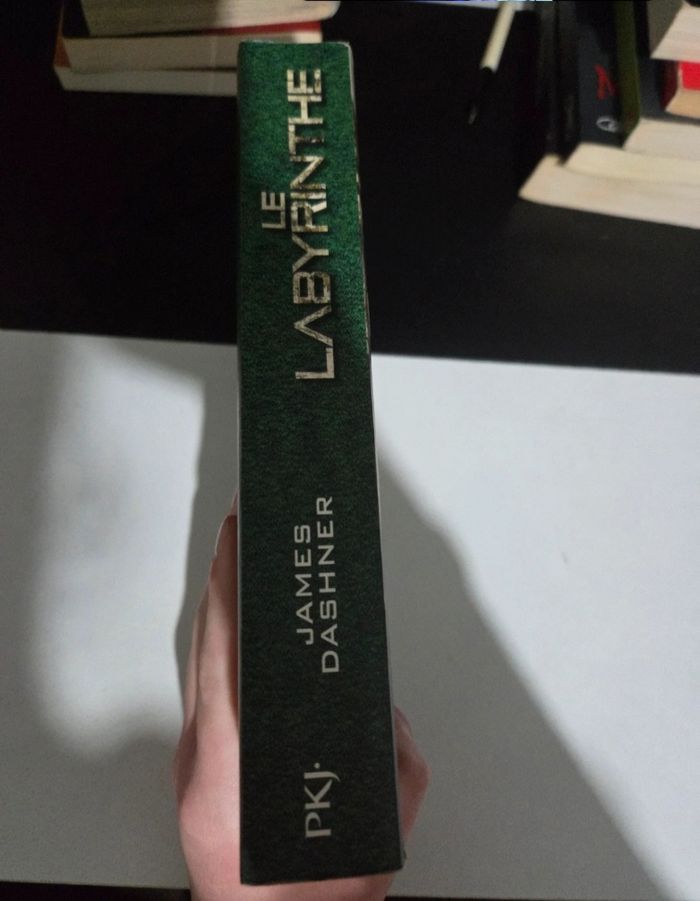 LE
LABYRINTHE
JAMES
DASHNER
PKJ.